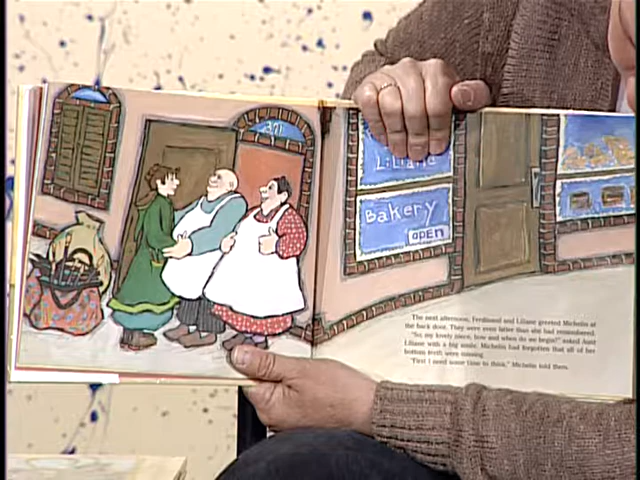 371
Liliana
Bakery
OPEN
The next afternoon, Ferdinand and Liliane greeted Michelin at
the back door. They were even fatter than she had remembered.
"So, my lovely niece, how and when do we begin?" asked Aunt
Liliane with a big smile. Michelin had forgotten that all of her
bottom teeth were missing.
"First I need some time to think," Michelin told them.